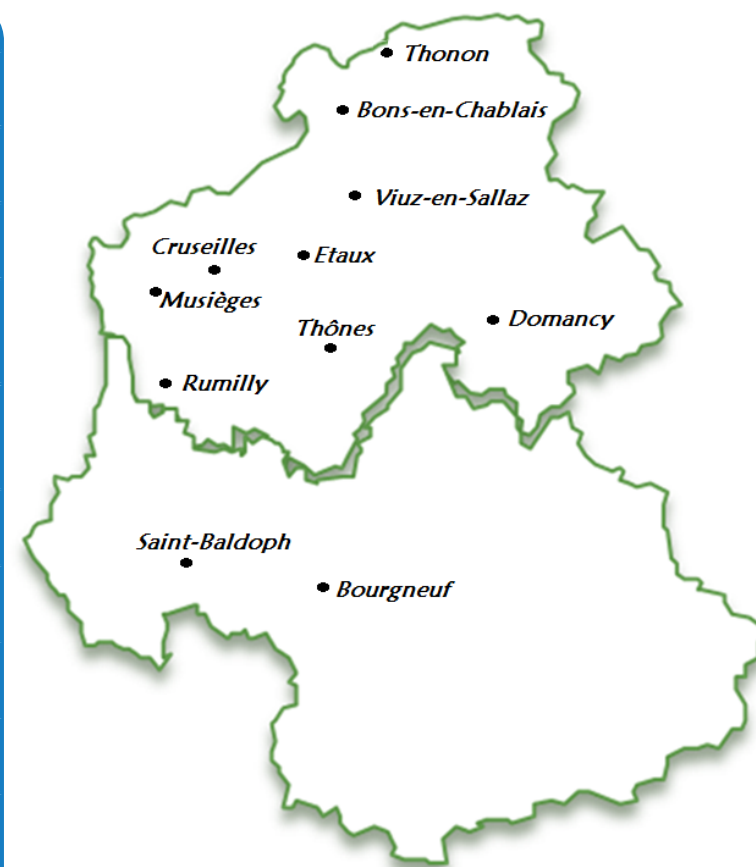 Thonon
Bons-en-Chablais
Viuz-en-Sallaz
Cruseilles
Etaux
Musièges
Thônes
Domancy
Rumilly
Saint-Baldoph
Bourgneuf